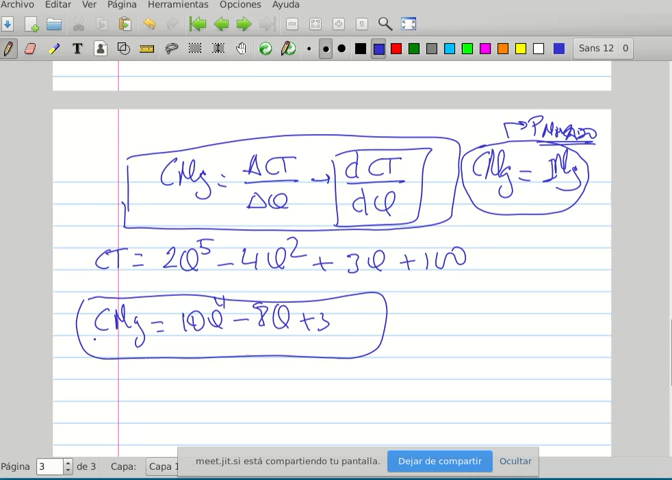 Archivo Editar Ver Página Herramientas Opciones Ayuda
Sans 12 0
→ P MERCADO
CMg = ΔCT/ΔQ → dCT/dQ
CMg = IMg
CT = 2Q⁵ - 4Q² + 3Q + 100
CMg = 10Q⁴ - 8Q + 3
Página 3 de 3 Capa: Capa 1
meet.jit.si está compartiendo tu pantalla. Dejar de compartir Ocultar